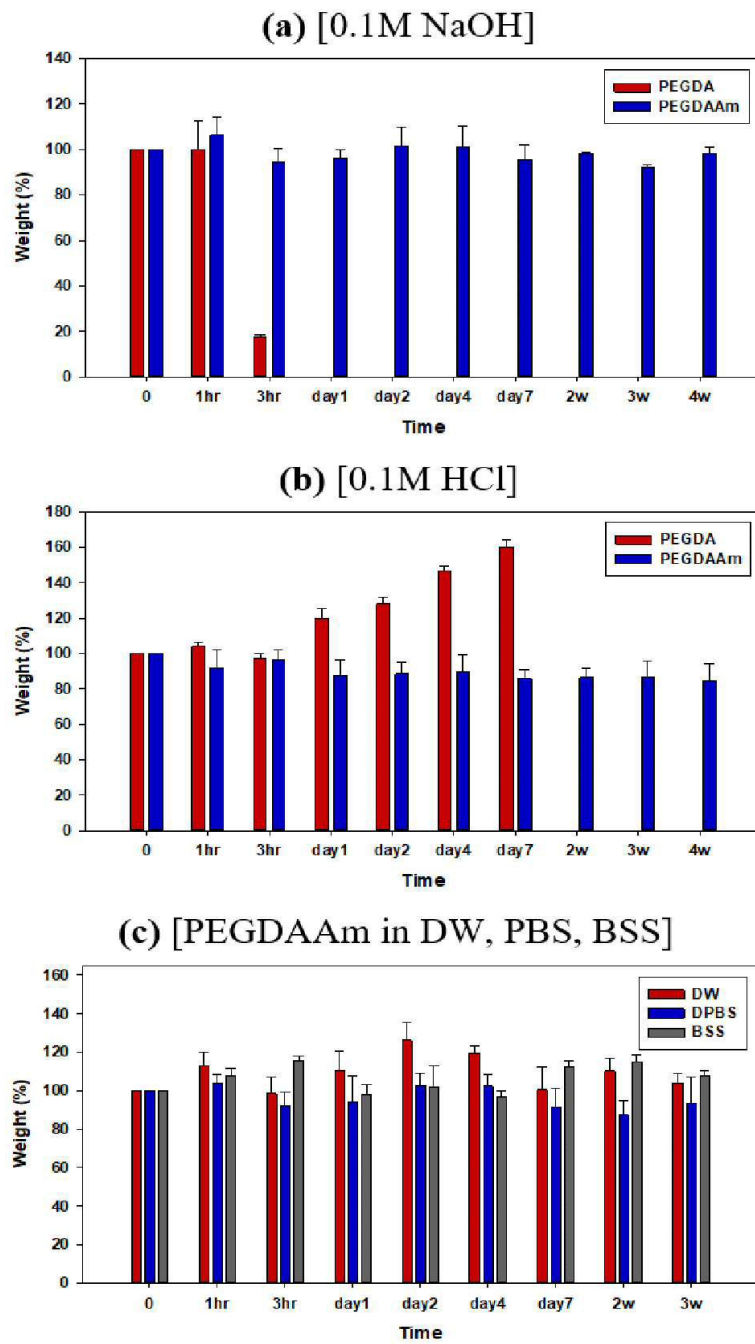 (a) [0.1M NaOH]
140
120
100
80
60
40
20
0
Weight (%)
PEGDA
PEGDAAm
0 1hr 3hr day1 day2 day4 day7 2w 3w 4w
Time
(b) [0.1M HCl]
180
160
140
120
100
80
60
40
20
0
Weight (%)
PEGDA
PEGDAAm
0 1hr 3hr day1 day2 day4 day7 2w 3w 4w
Time
(c) [PEGDAAm in DW, PBS, BSS]
160
140
120
100
80
60
40
20
0
Weight (%)
DW
DPBS
BSS
0 1hr 3hr day1 day2 day4 day7 2w 3w
Time